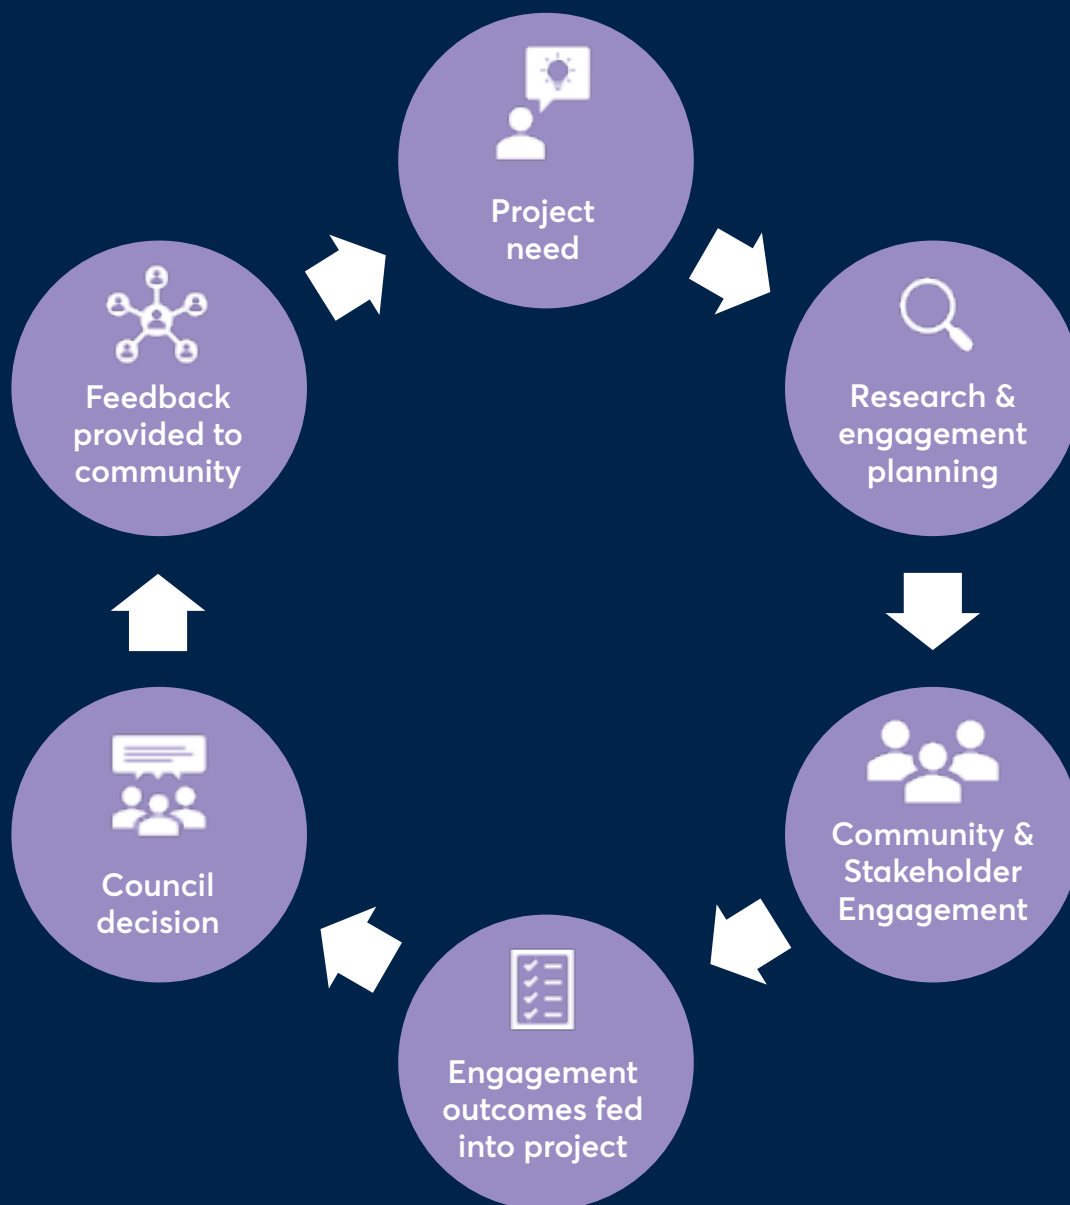 Project
need
Research &
engagement
planning
Community &
Stakeholder
Engagement
Engagement
outcomes fed
into project
Council
decision
Feedback
provided to
community